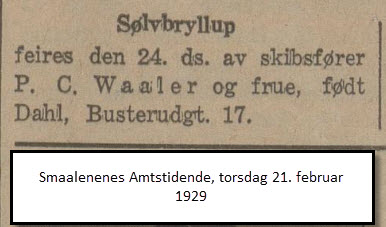 Sølvbryllup
feires den 24. ds. av skibsfører
P. C. Waaler og frue, født
Dahl, Busterudgt. 17.
Smaalenenes Amtstidende, torsdag 21. februar
1929